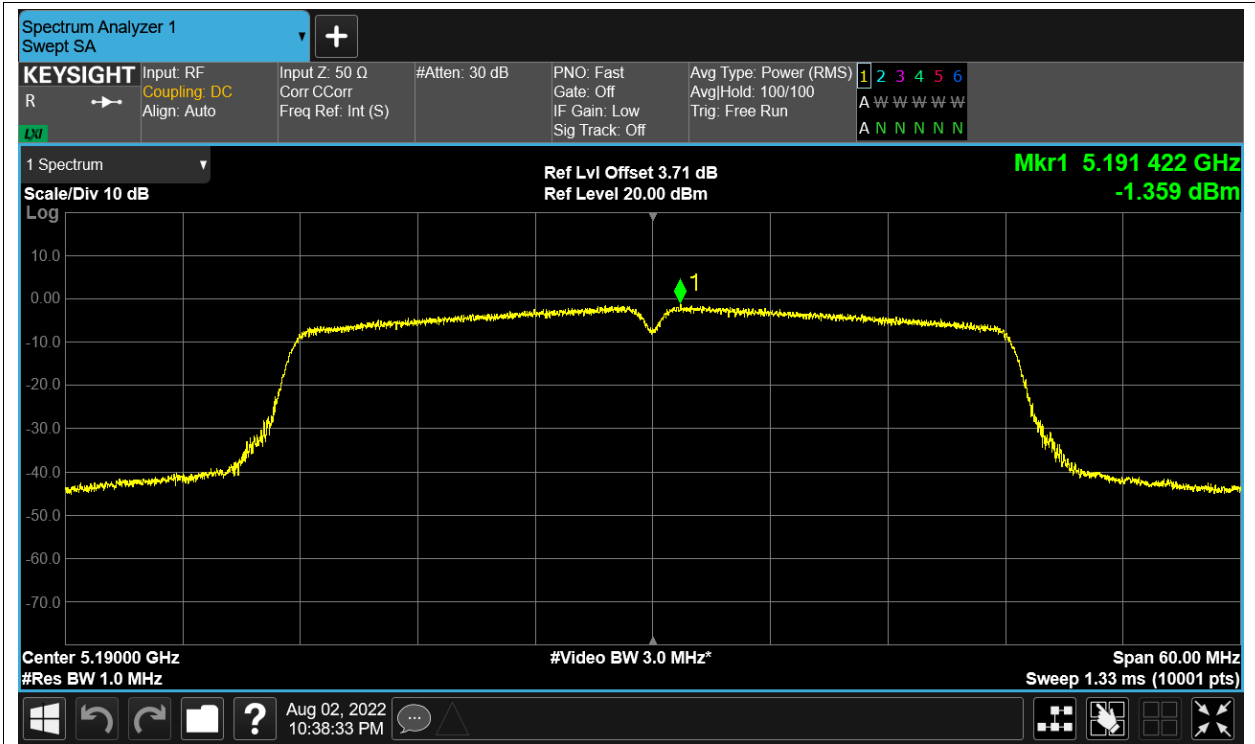 Spectrum Analyzer 1
Swept SA
KEYSIGHT
R
LXI
Input: RF
Coupling: DC
Align: Auto
Input Z: 50 Ω
Corr CCorr
Freq Ref: Int (S)
#Atten: 30 dB
PNO: Fast
Gate: Off
IF Gain: Low
Sig Track: Off
Avg Type: Power (RMS)
Avg|Hold: 100/100
Trig: Free Run
1 2 3 4 5 6
A W W W W W
A N N N N N
1 Spectrum
Scale/Div 10 dB
Log
Ref Lvl Offset 3.71 dB
Ref Level 20.00 dBm
Mkr1 5.191 422 GHz
-1.359 dBm
1
10.0
0.00
-10.0
-20.0
-30.0
-40.0
-50.0
-60.0
-70.0
Center 5.19000 GHz
#Res BW 1.0 MHz
#Video BW 3.0 MHz*
Span 60.00 MHz
Sweep 1.33 ms (10001 pts)
?
Aug 02, 2022
10:38:33 PM